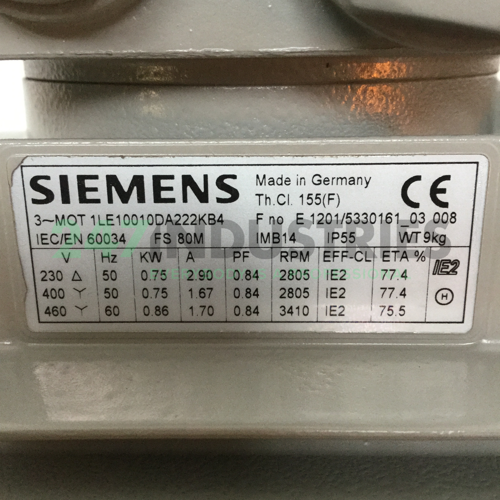 SIEMENS Made in Germany CE
Th.Cl. 155(F)
3~MOT 1LE10010DA222KB4 F no E 1201/5330161_03_008
IEC/EN 60034 FS 80M IMB14 IP55 WT 9kg
V Hz KW A PF RPM EFF-CL ETA % IE2
230 Δ 50 0.75 2.90 0.84 2805 IE2 77.4
400 Y 50 0.75 1.67 0.84 2805 IE2 77.4 H
460 Y 60 0.86 1.70 0.84 3410 IE2 75.5